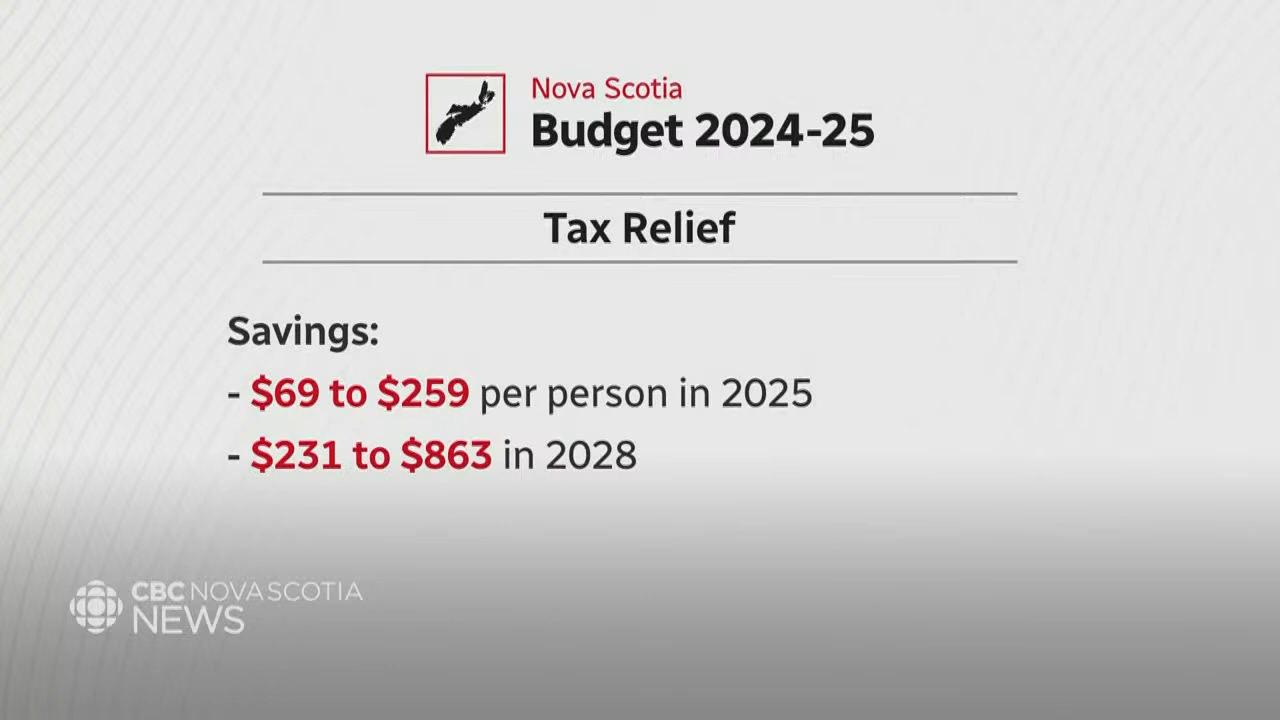 Nova Scotia
Budget 2024-25
Tax Relief
Savings:
- $69 to $259 per person in 2025
- $231 to $863 in 2028
CBC NOVA SCOTIA
NEWS